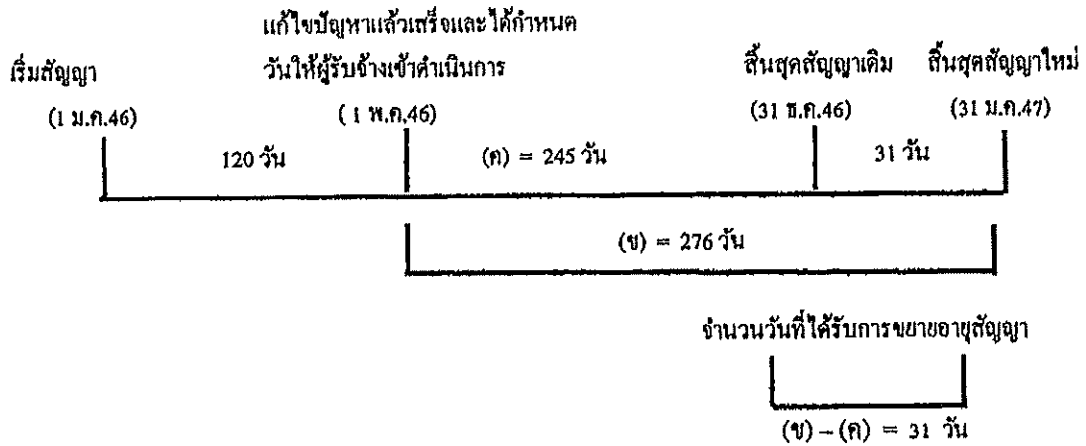 แก้ไขปัญหาแล้วเสร็จและได้กำหนด
เริ่มสัญญา วันให้ผู้รับจ้างเข้าดำเนินการ สิ้นสุดสัญญาเดิม สิ้นสุดสัญญาใหม่
(1 ม.ค.46) ( 1 พ.ค.46) (31 ธ.ค.46) (31 ม.ค.47)
120 วัน (ค) = 245 วัน 31 วัน
(ข) = 276 วัน
จำนวนวันที่ได้รับการขยายอายุสัญญา
(ข) – (ค) = 31 วัน